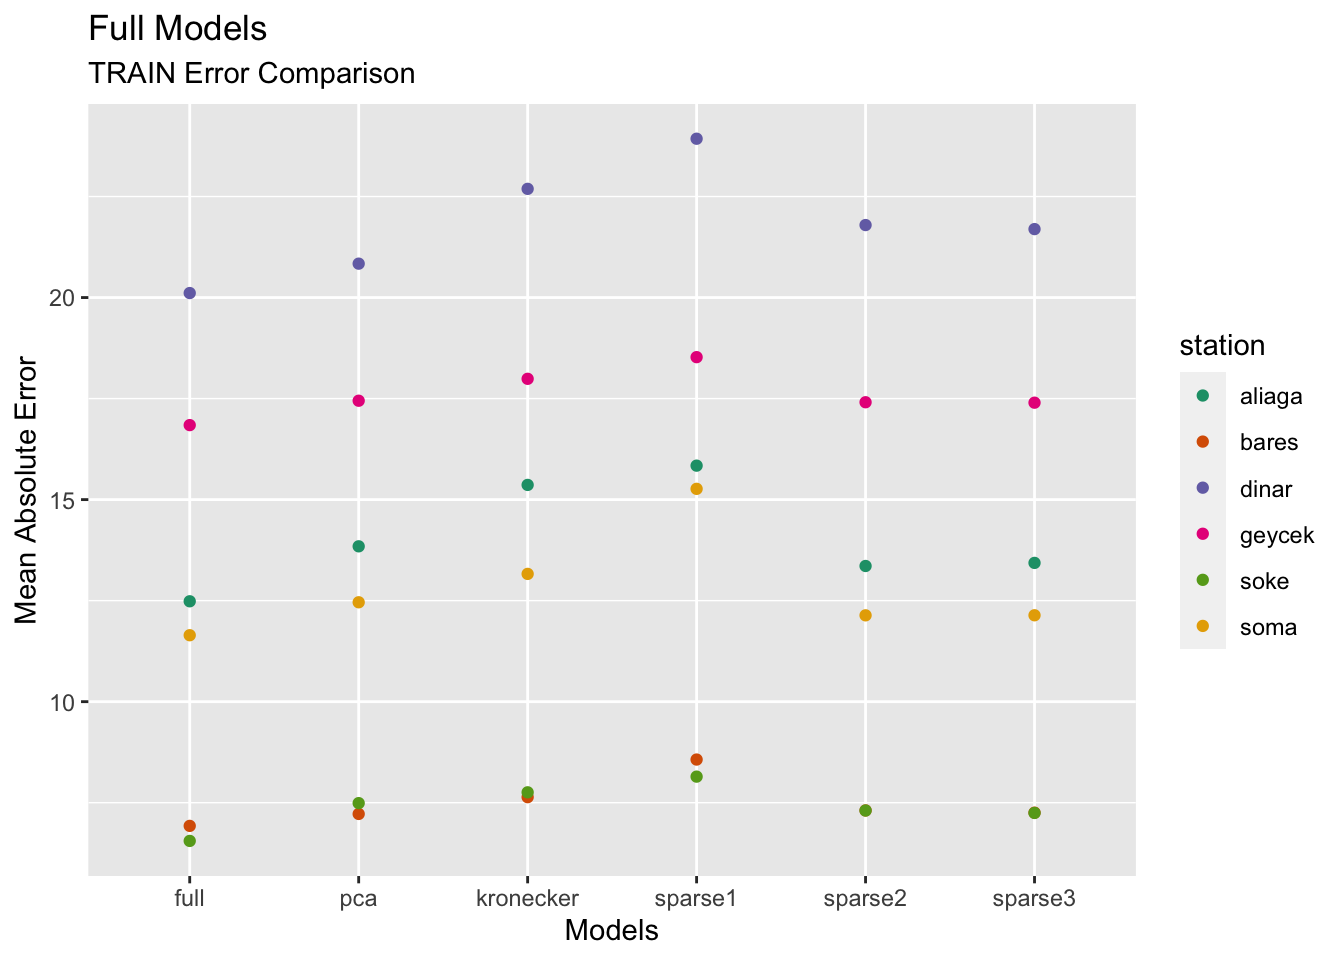 Full Models
TRAIN Error Comparison
Mean Absolute Error
20
15
10
full pca kronecker sparse1 sparse2 sparse3
Models
station
aliaga
bares
dinar
geycek
soke
soma